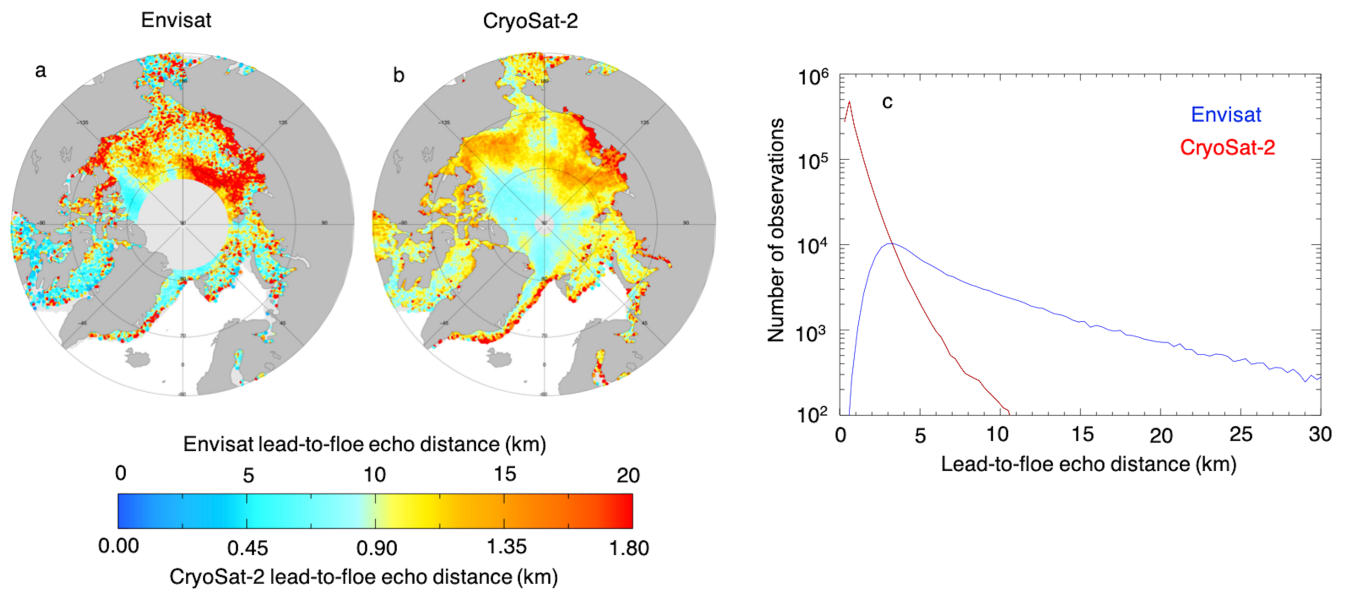 Envisat
CryoSat-2
a
b
c
Envisat
CryoSat-2
10⁶
10⁵
10⁴
10³
10²
Number of observations
0 5 10 15 20 25 30
Lead-to-floe echo distance (km)
Envisat lead-to-floe echo distance (km)
0 5 10 15 20
0.00 0.45 0.90 1.35 1.80
CryoSat-2 lead-to-floe echo distance (km)